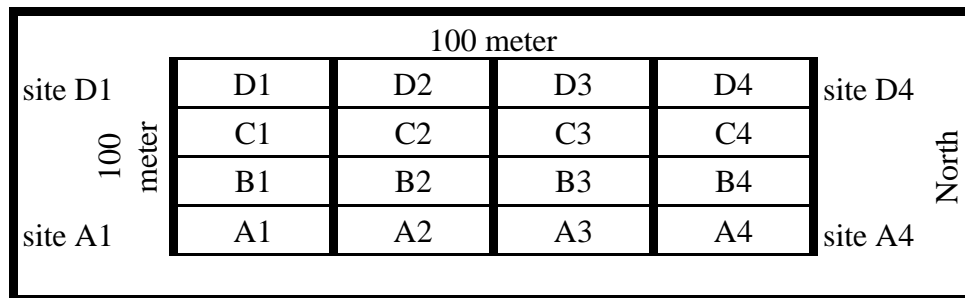 100 meter
site D1 D1 D2 D3 D4 site D4
100 meter
C1 C2 C3 C4
North
B1 B2 B3 B4
site A1 A1 A2 A3 A4 site A4